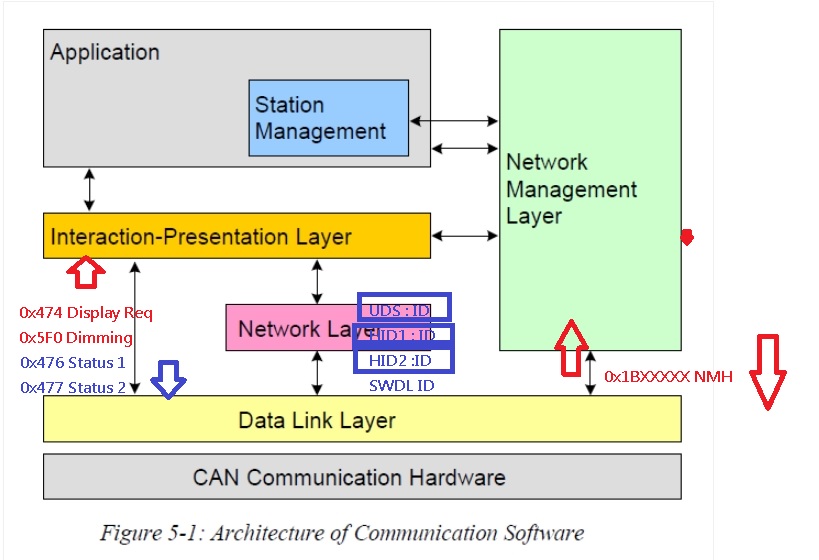 Application
Station
Management
Network
Management
Layer
Interaction-Presentation Layer
0x474 Display Req
0x5F0 Dimming
0x476 Status 1
0x477 Status 2
Network Layer
UDS : ID
HID1 : ID
HID2 :ID
SWDL ID
0x1BXXXXX NMH
Data Link Layer
CAN Communication Hardware
Figure 5-1: Architecture of Communication Software